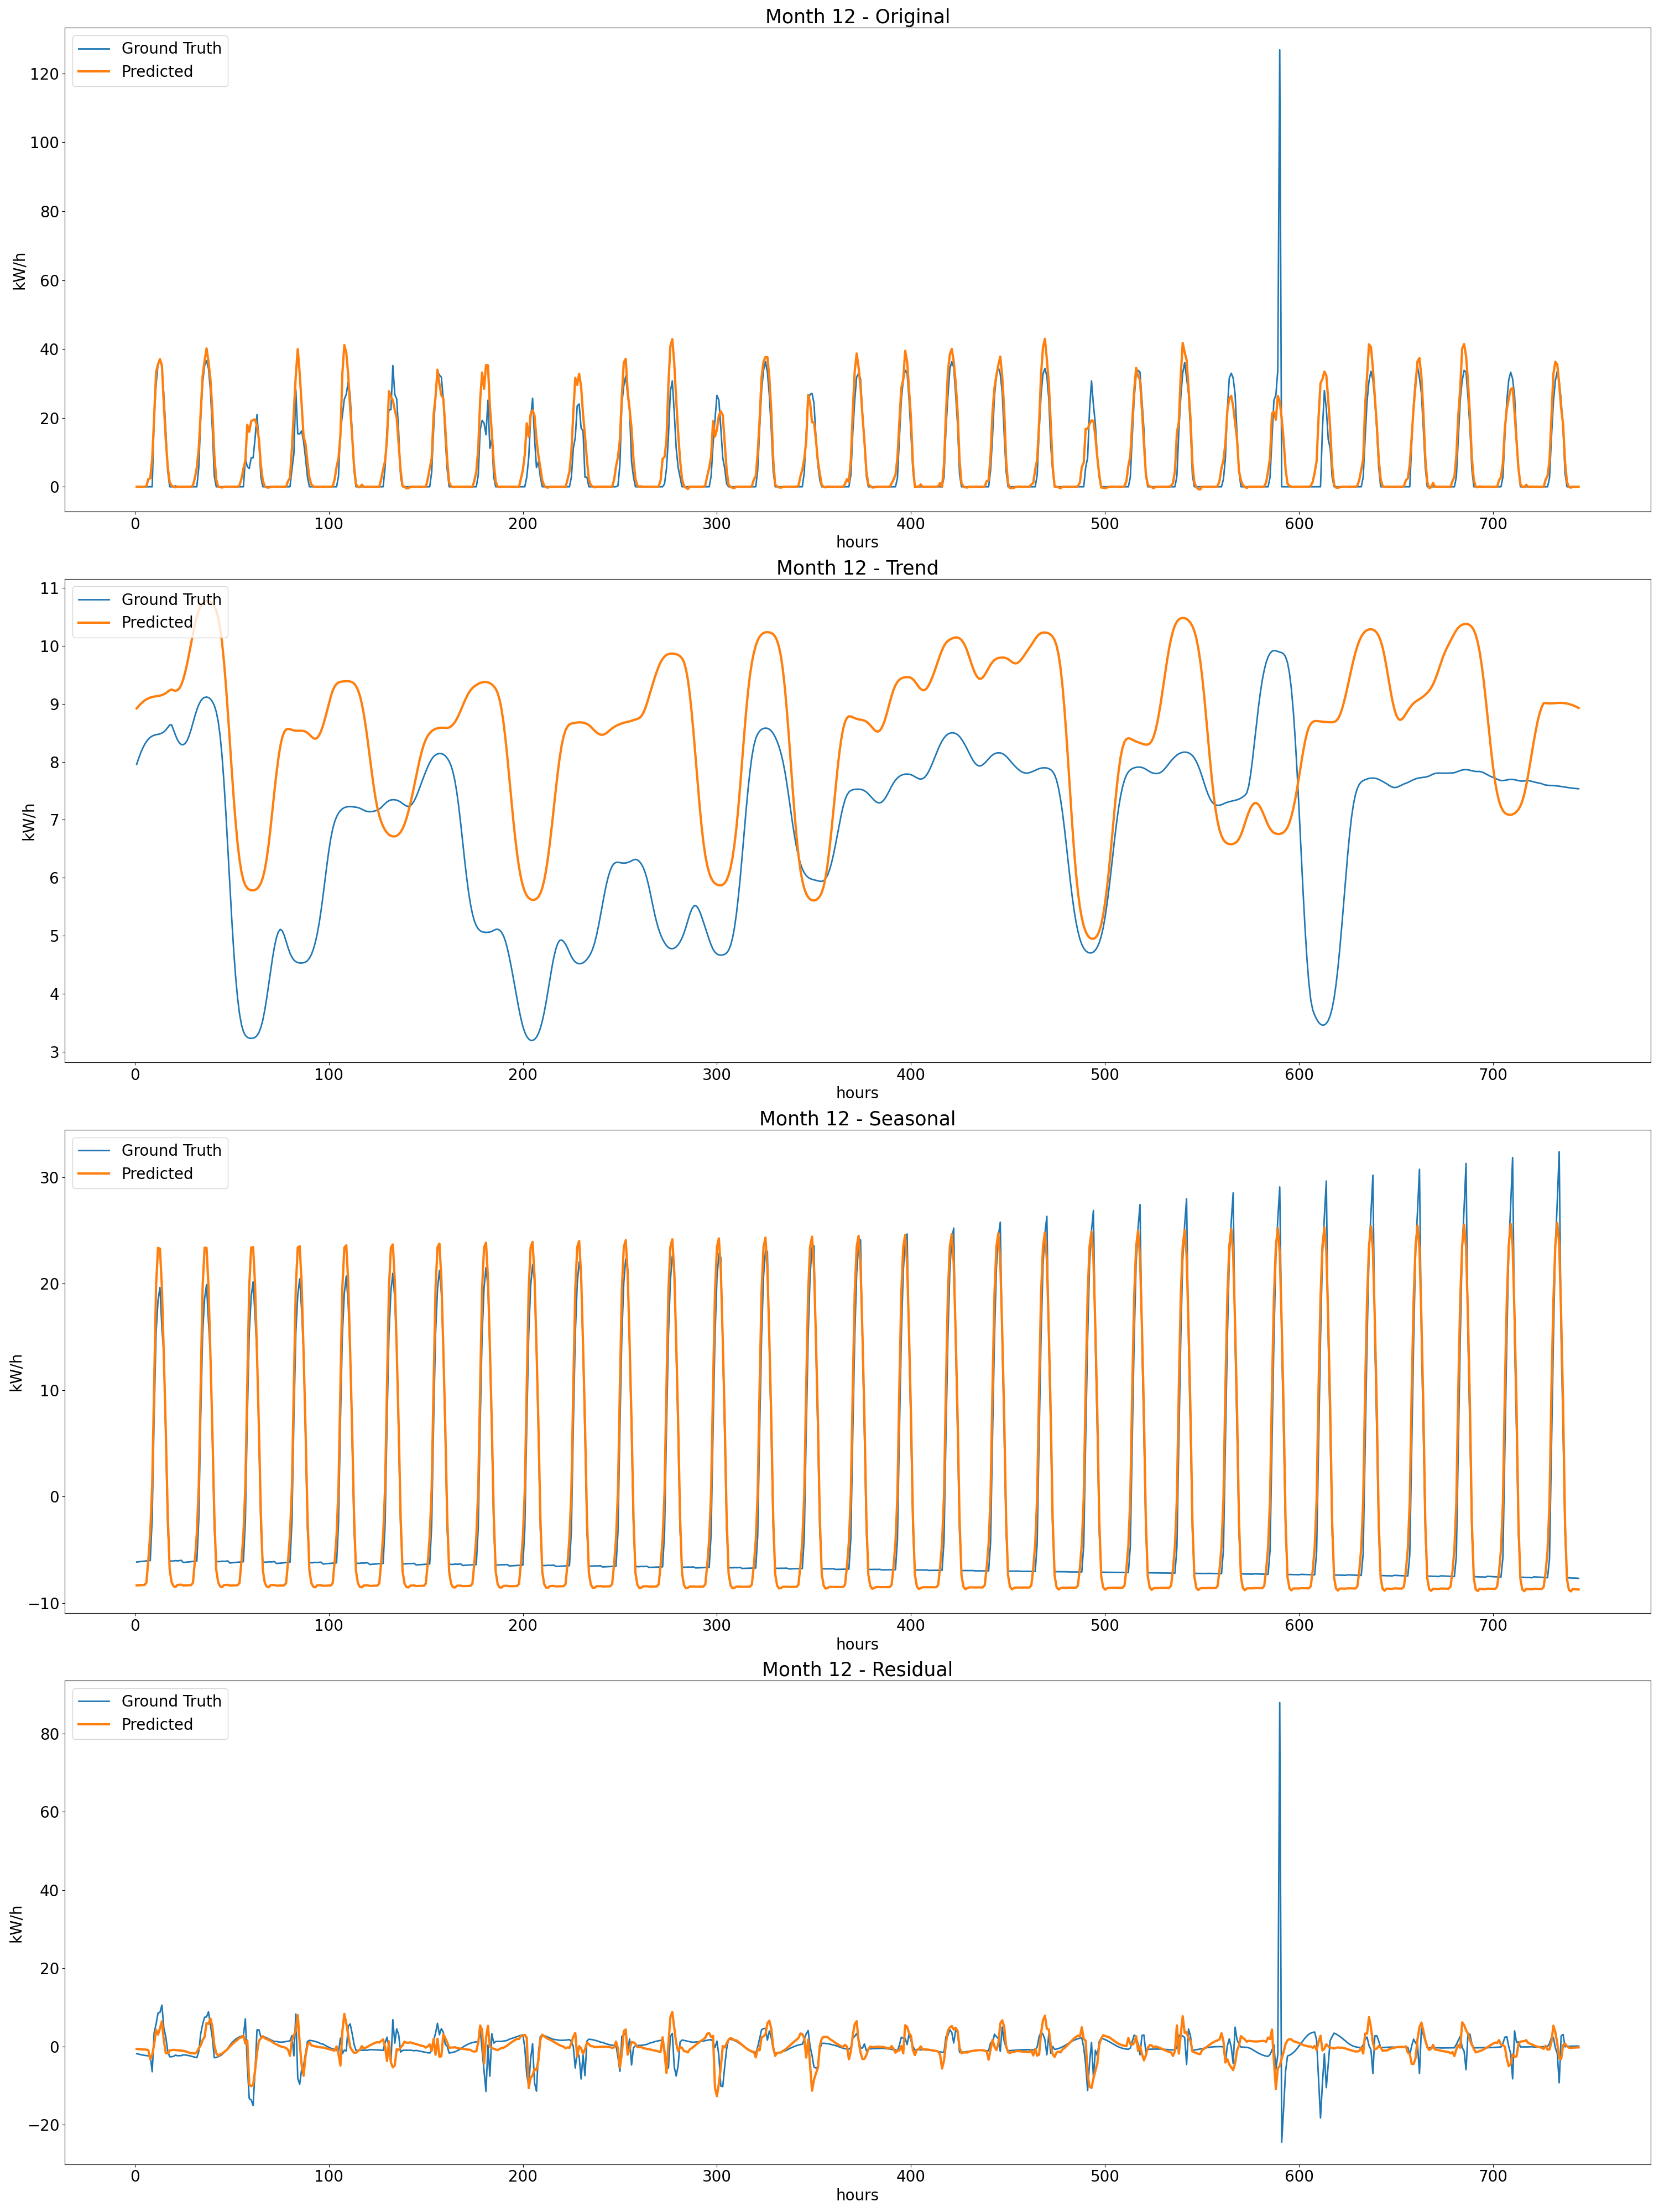 Month 12 - Original
Ground Truth
Predicted
120
100
80
60
40
20
0
kW/h
0 100 200 300 400 500 600 700
hours
Month 12 - Trend
Ground Truth
Predicted
11
10
9
8
7
6
5
4
3
kW/h
0 100 200 300 400 500 600 700
hours
Month 12 - Seasonal
Ground Truth
Predicted
30
20
10
0
−10
kW/h
0 100 200 300 400 500 600 700
hours
Month 12 - Residual
Ground Truth
Predicted
80
60
40
20
0
−20
kW/h
0 100 200 300 400 500 600 700
hours